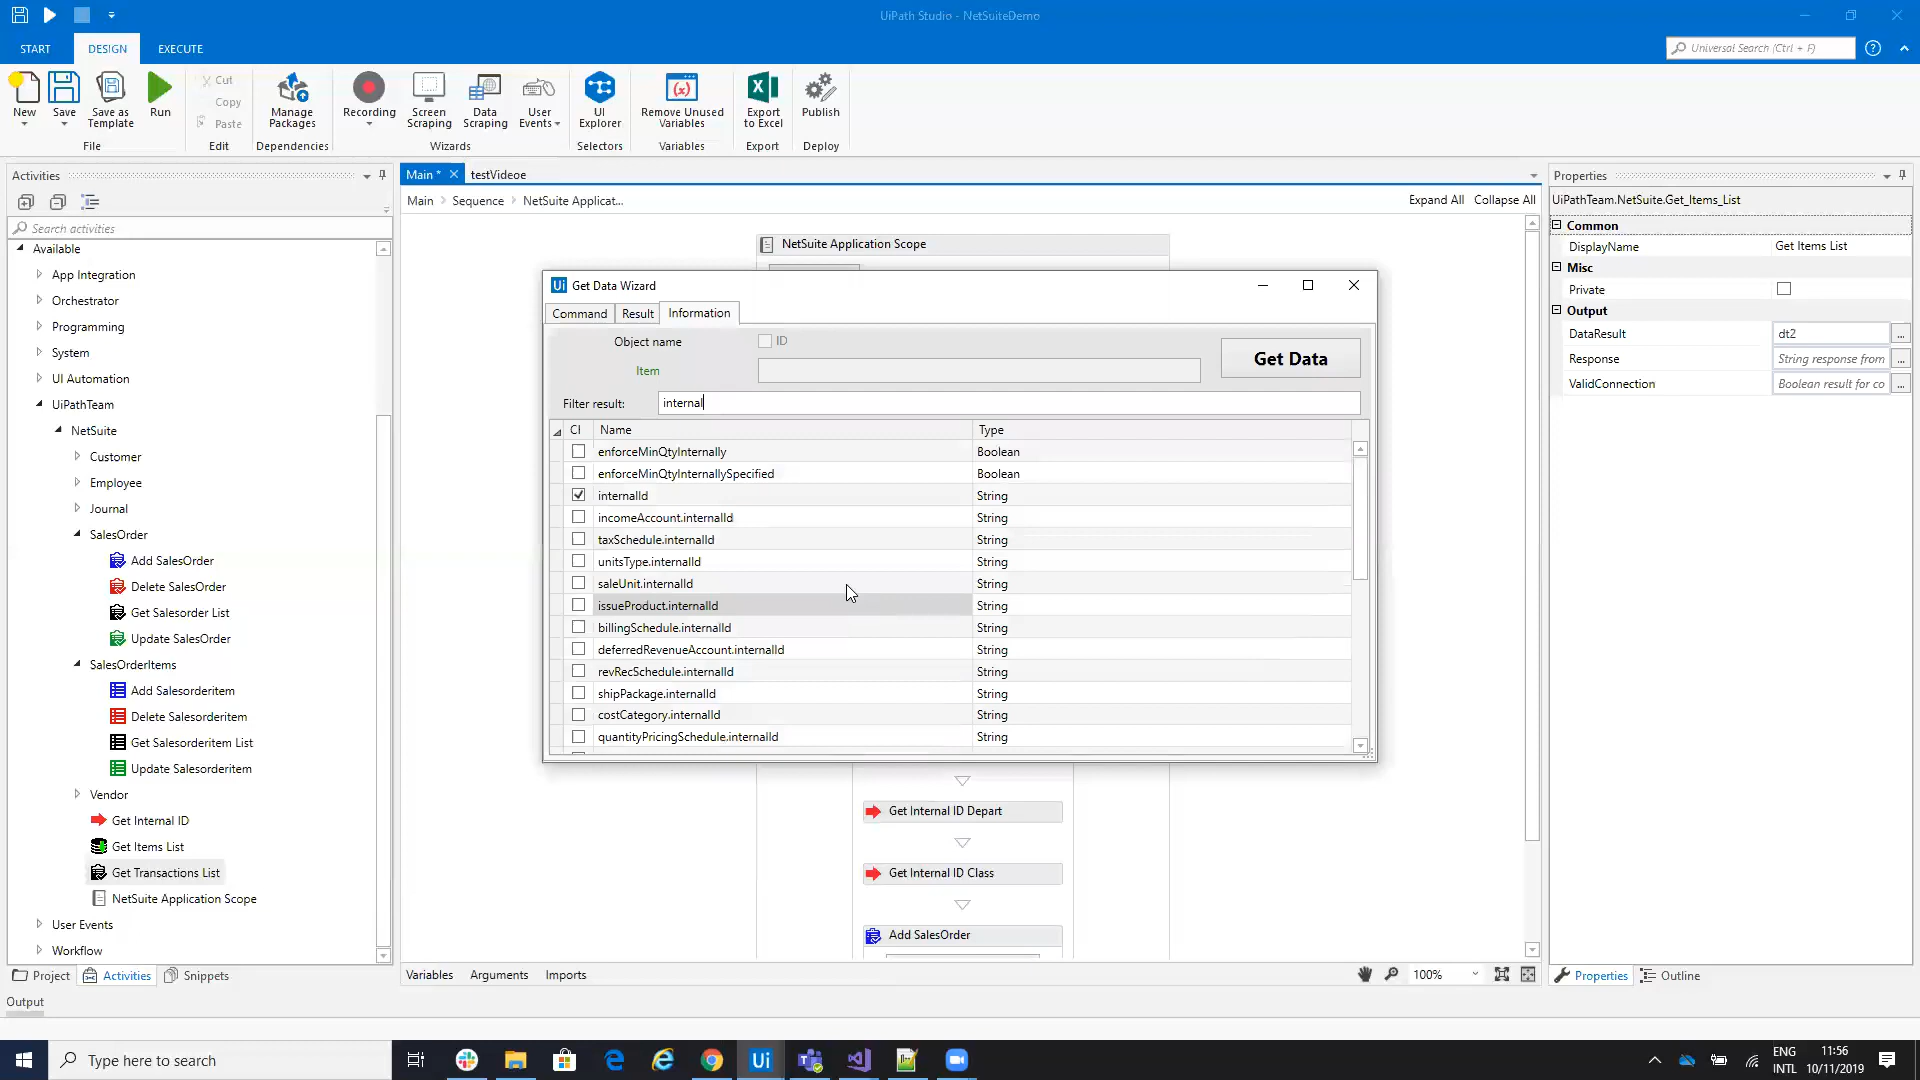 UiPath Studio - NetSuiteDemo
START
DESIGN
EXECUTE
Universal Search (Ctrl + F)
New
Save
Save as
Template
Run
Cut
Copy
Paste
Manage
Packages
Recording
Screen
Scraping
Data
Scraping
User
Events
UI
Explorer
Remove Unused
Variables
Export
to Excel
Publish
File
Edit
Dependencies
Wizards
Selectors
Variables
Export
Deploy
Activities
Search activities
Available
App Integration
Orchestrator
Programming
System
UI Automation
UiPathTeam
NetSuite
Customer
Employee
Journal
SalesOrder
Add SalesOrder
Delete SalesOrder
Get Salesorder List
Update SalesOrder
SalesOrderItems
Add Salesorderitem
Delete Salesorderitem
Get Salesorderitem List
Update Salesorderitem
Vendor
Get Internal ID
Get Items List
Get Transactions List
NetSuite Application Scope
User Events
Workflow
Project
Activities
Snippets
Output
Main *
testVideoe
Main
Sequence
NetSuite Applicat...
Expand All
Collapse All
NetSuite Application Scope
Ui Get Data Wizard
Command
Result
Information
Object name
ID
Item
Get Data
Filter result:
internal
CI
Name
Type
enforceMinQtyInternally Boolean
enforceMinQtyInternallySpecified Boolean
internalId String
incomeAccount.internalId String
taxSchedule.internalId String
unitsType.internalId String
saleUnit.internalId String
issueProduct.internalId String
billingSchedule.internalId String
deferredRevenueAccount.internalId String
revRecSchedule.internalId String
shipPackage.internalId String
costCategory.internalId String
quantityPricingSchedule.internalId String
Get Internal ID Depart
Get Internal ID Class
Add SalesOrder
Variables
Arguments
Imports
100%
Properties
UiPathTeam.NetSuite.Get_Items_List
Common
DisplayName Get Items List
Misc
Private
Output
DataResult dt2 ...
Response String response from ...
ValidConnection Boolean result for co ...
Properties
Outline
Type here to search
Ui
ENG
INTL
11:56
10/11/2019